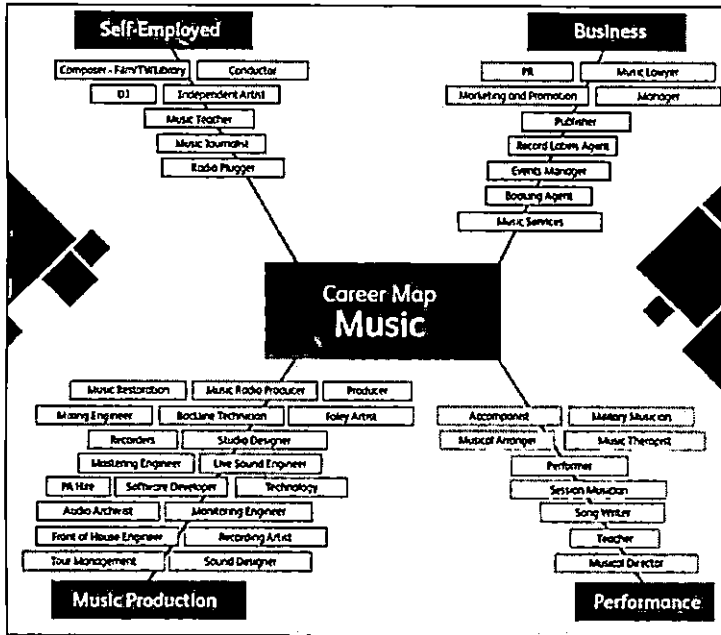 Self-Employed
Composer - Film/TV/Library Conductor
DJ Independent Artist
Music Teacher
Music Journalist
Radio Plugger
Business
PR Music Lawyer
Marketing and Promotion Manager
Publisher
Record Labels Agent
Events Manager
Booking Agent
Music Services
Career Map
Music
Music Restoration Music Radio Producer Producer
Mixing Engineer Backline Technician Foley Artist
Recorders Studio Designer
Mastering Engineer Live Sound Engineer
PA Hire Software Developer Technology
Audio Archivist Monitoring Engineer
Front of House Engineer Recording Artist
Tour Management Sound Designer
Music Production
Accompanist Military Musician
Musical Arranger Music Therapist
Performer
Session Musician
Song Writer
Teacher
Musical Director
Performance